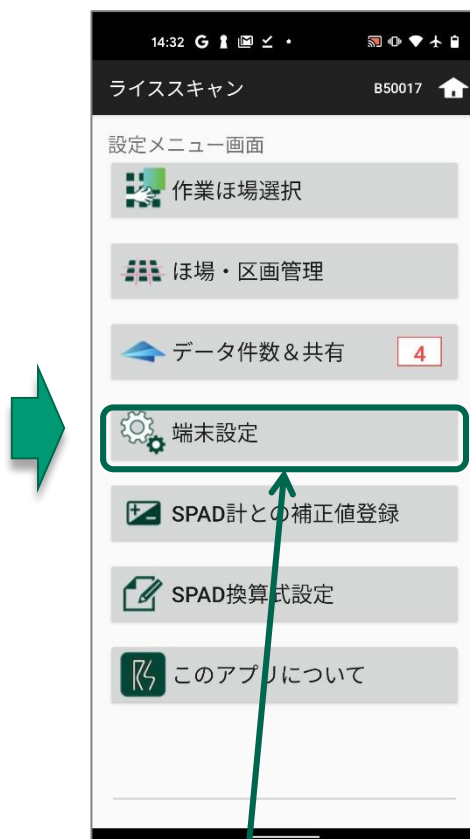 14:32
ライススキャン B50017
設定メニュー画面
作業ほ場選択
ほ場・区画管理
データ件数＆共有 4
端末設定
SPAD計との補正値登録
SPAD換算式設定
このアプリについて